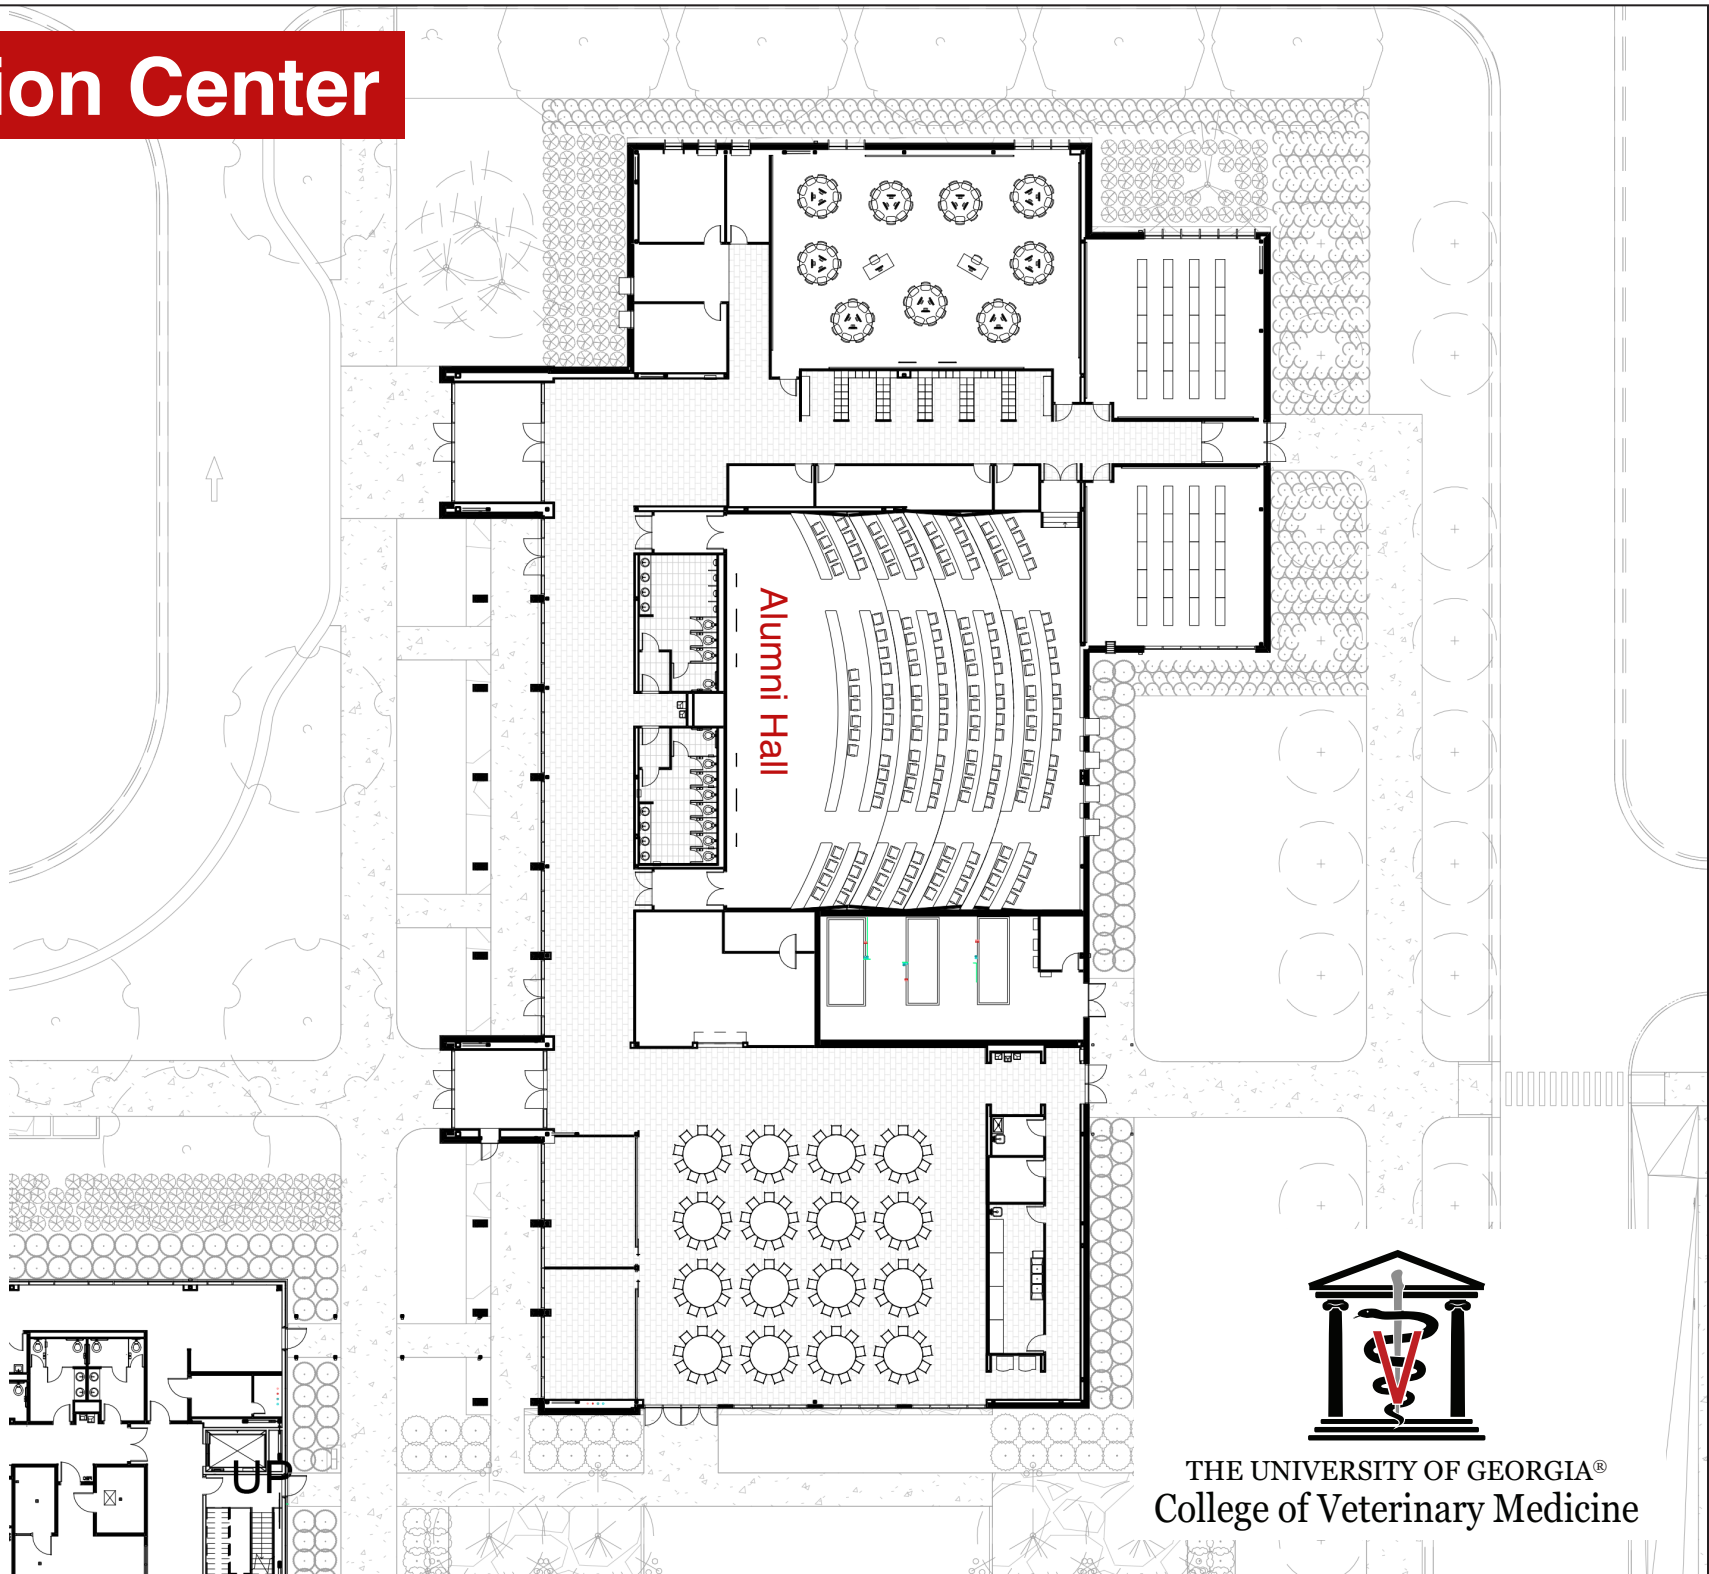 ion Center
Alumni Hall
UP
THE UNIVERSITY OF GEORGIA®
College of Veterinary Medicine